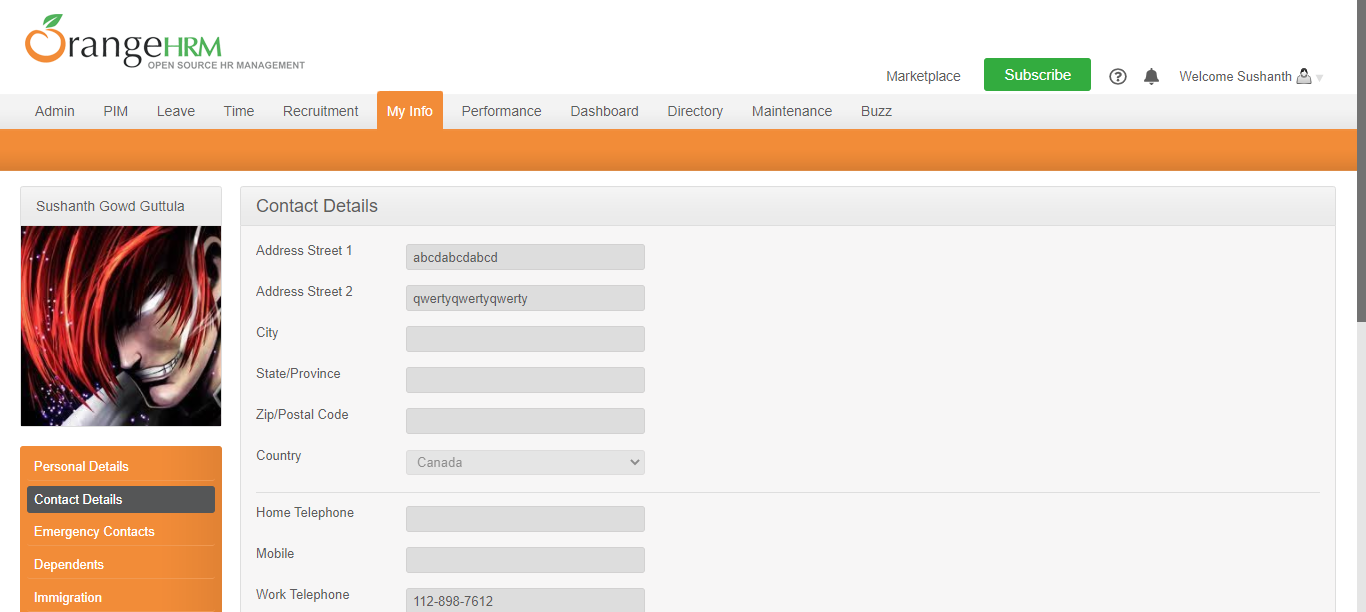 OrangeHRM
OPEN SOURCE HR MANAGEMENT
Marketplace
Subscribe
?
Welcome Sushanth
Admin PIM Leave Time Recruitment My Info Performance Dashboard Directory Maintenance Buzz
Sushanth Gowd Guttula
Personal Details
Contact Details
Emergency Contacts
Dependents
Immigration
Contact Details
Address Street 1 abcdabcdabcd
Address Street 2 qwertyqwertyqwerty
City
State/Province
Zip/Postal Code
Country Canada
Home Telephone
Mobile
Work Telephone 112-898-7612